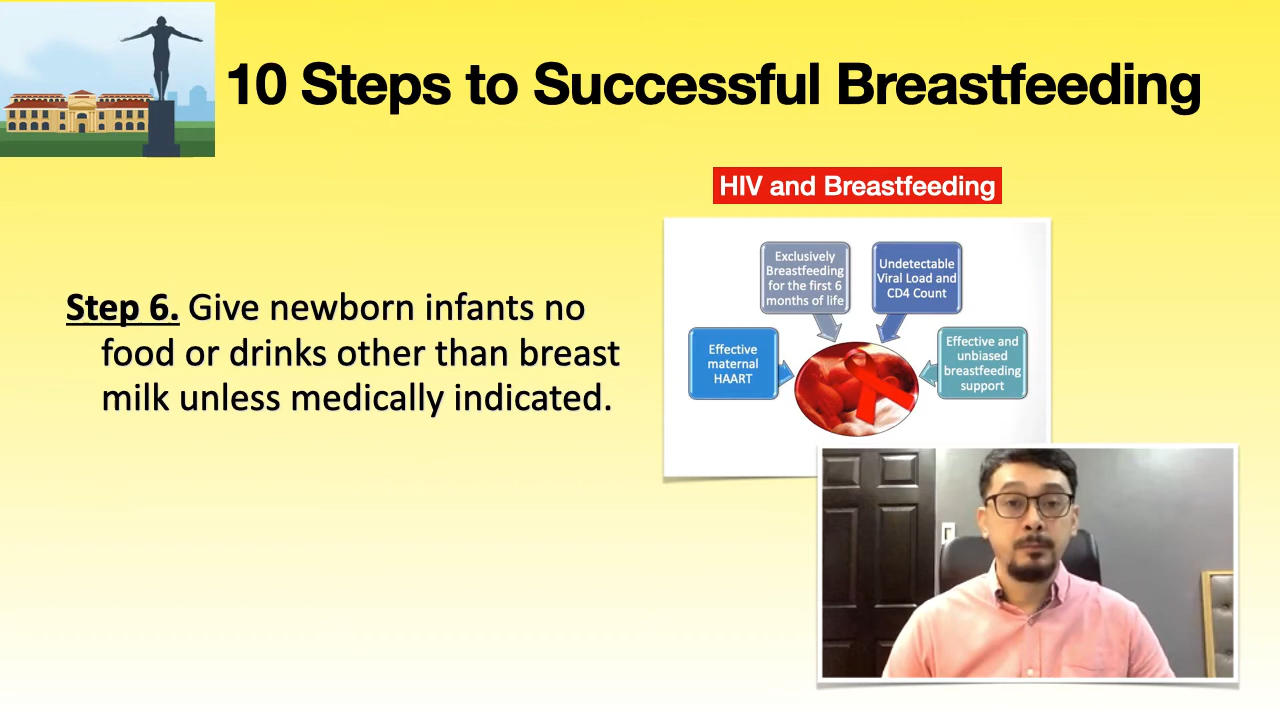 10 Steps to Successful Breastfeeding
HIV and Breastfeeding
Step 6. Give newborn infants no
food or drinks other than breast
milk unless medically indicated.
Exclusively
Breastfeeding
for the first 6
months of life
Undetectable
Viral Load and
CD4 Count
Effective
maternal
HAART
Effective and
unbiased
breastfeeding
support